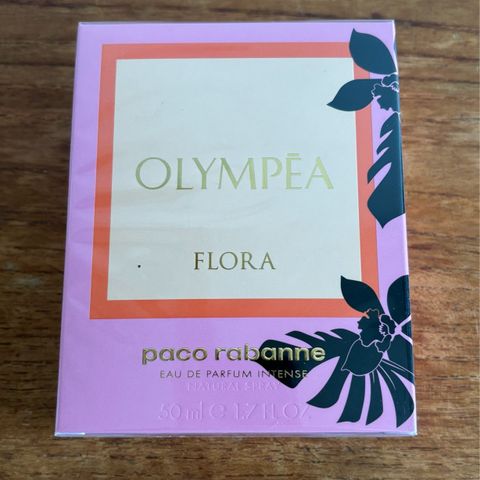 OLYMPĒA
FLORA
paco rabanne
EAU DE PARFUM INTENSE
NATURAL SPRAY
50 ml ℮ 1.7 FL.OZ